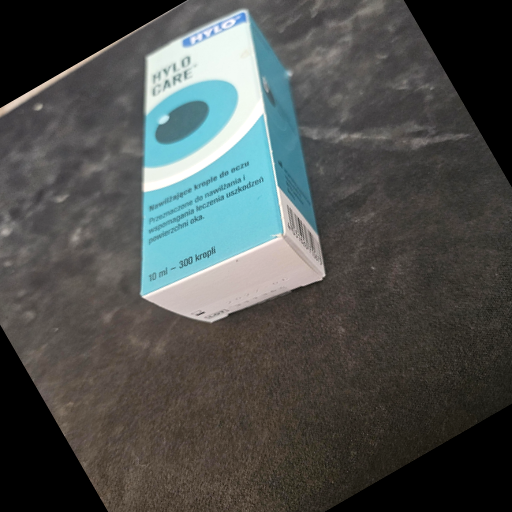 HYLO
HYLO
CARE
Nawilżające krople do oczu
Przeznaczone do nawilżania i
wspomagania leczenia uszkodzeń
powierzchni oka.
10 ml – 300 kropli